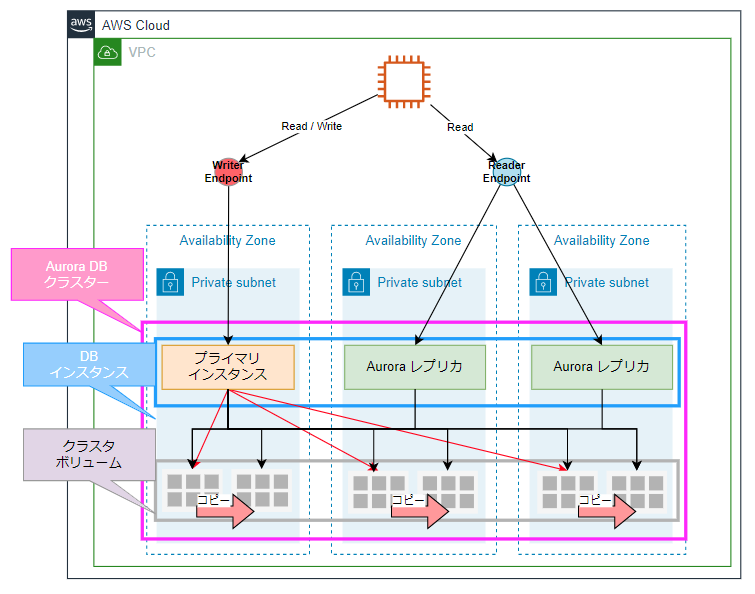 aws
AWS Cloud
VPC
Read / Write
Read
Writer
Endpoint
Reader
Endpoint
Availability Zone
Availability Zone
Availability Zone
Private subnet
Private subnet
Private subnet
Aurora DB
クラスター
DB
インスタンス
プライマリ
インスタンス
Aurora レプリカ
Aurora レプリカ
クラスタ
ボリューム
コピー
コピー
コピー